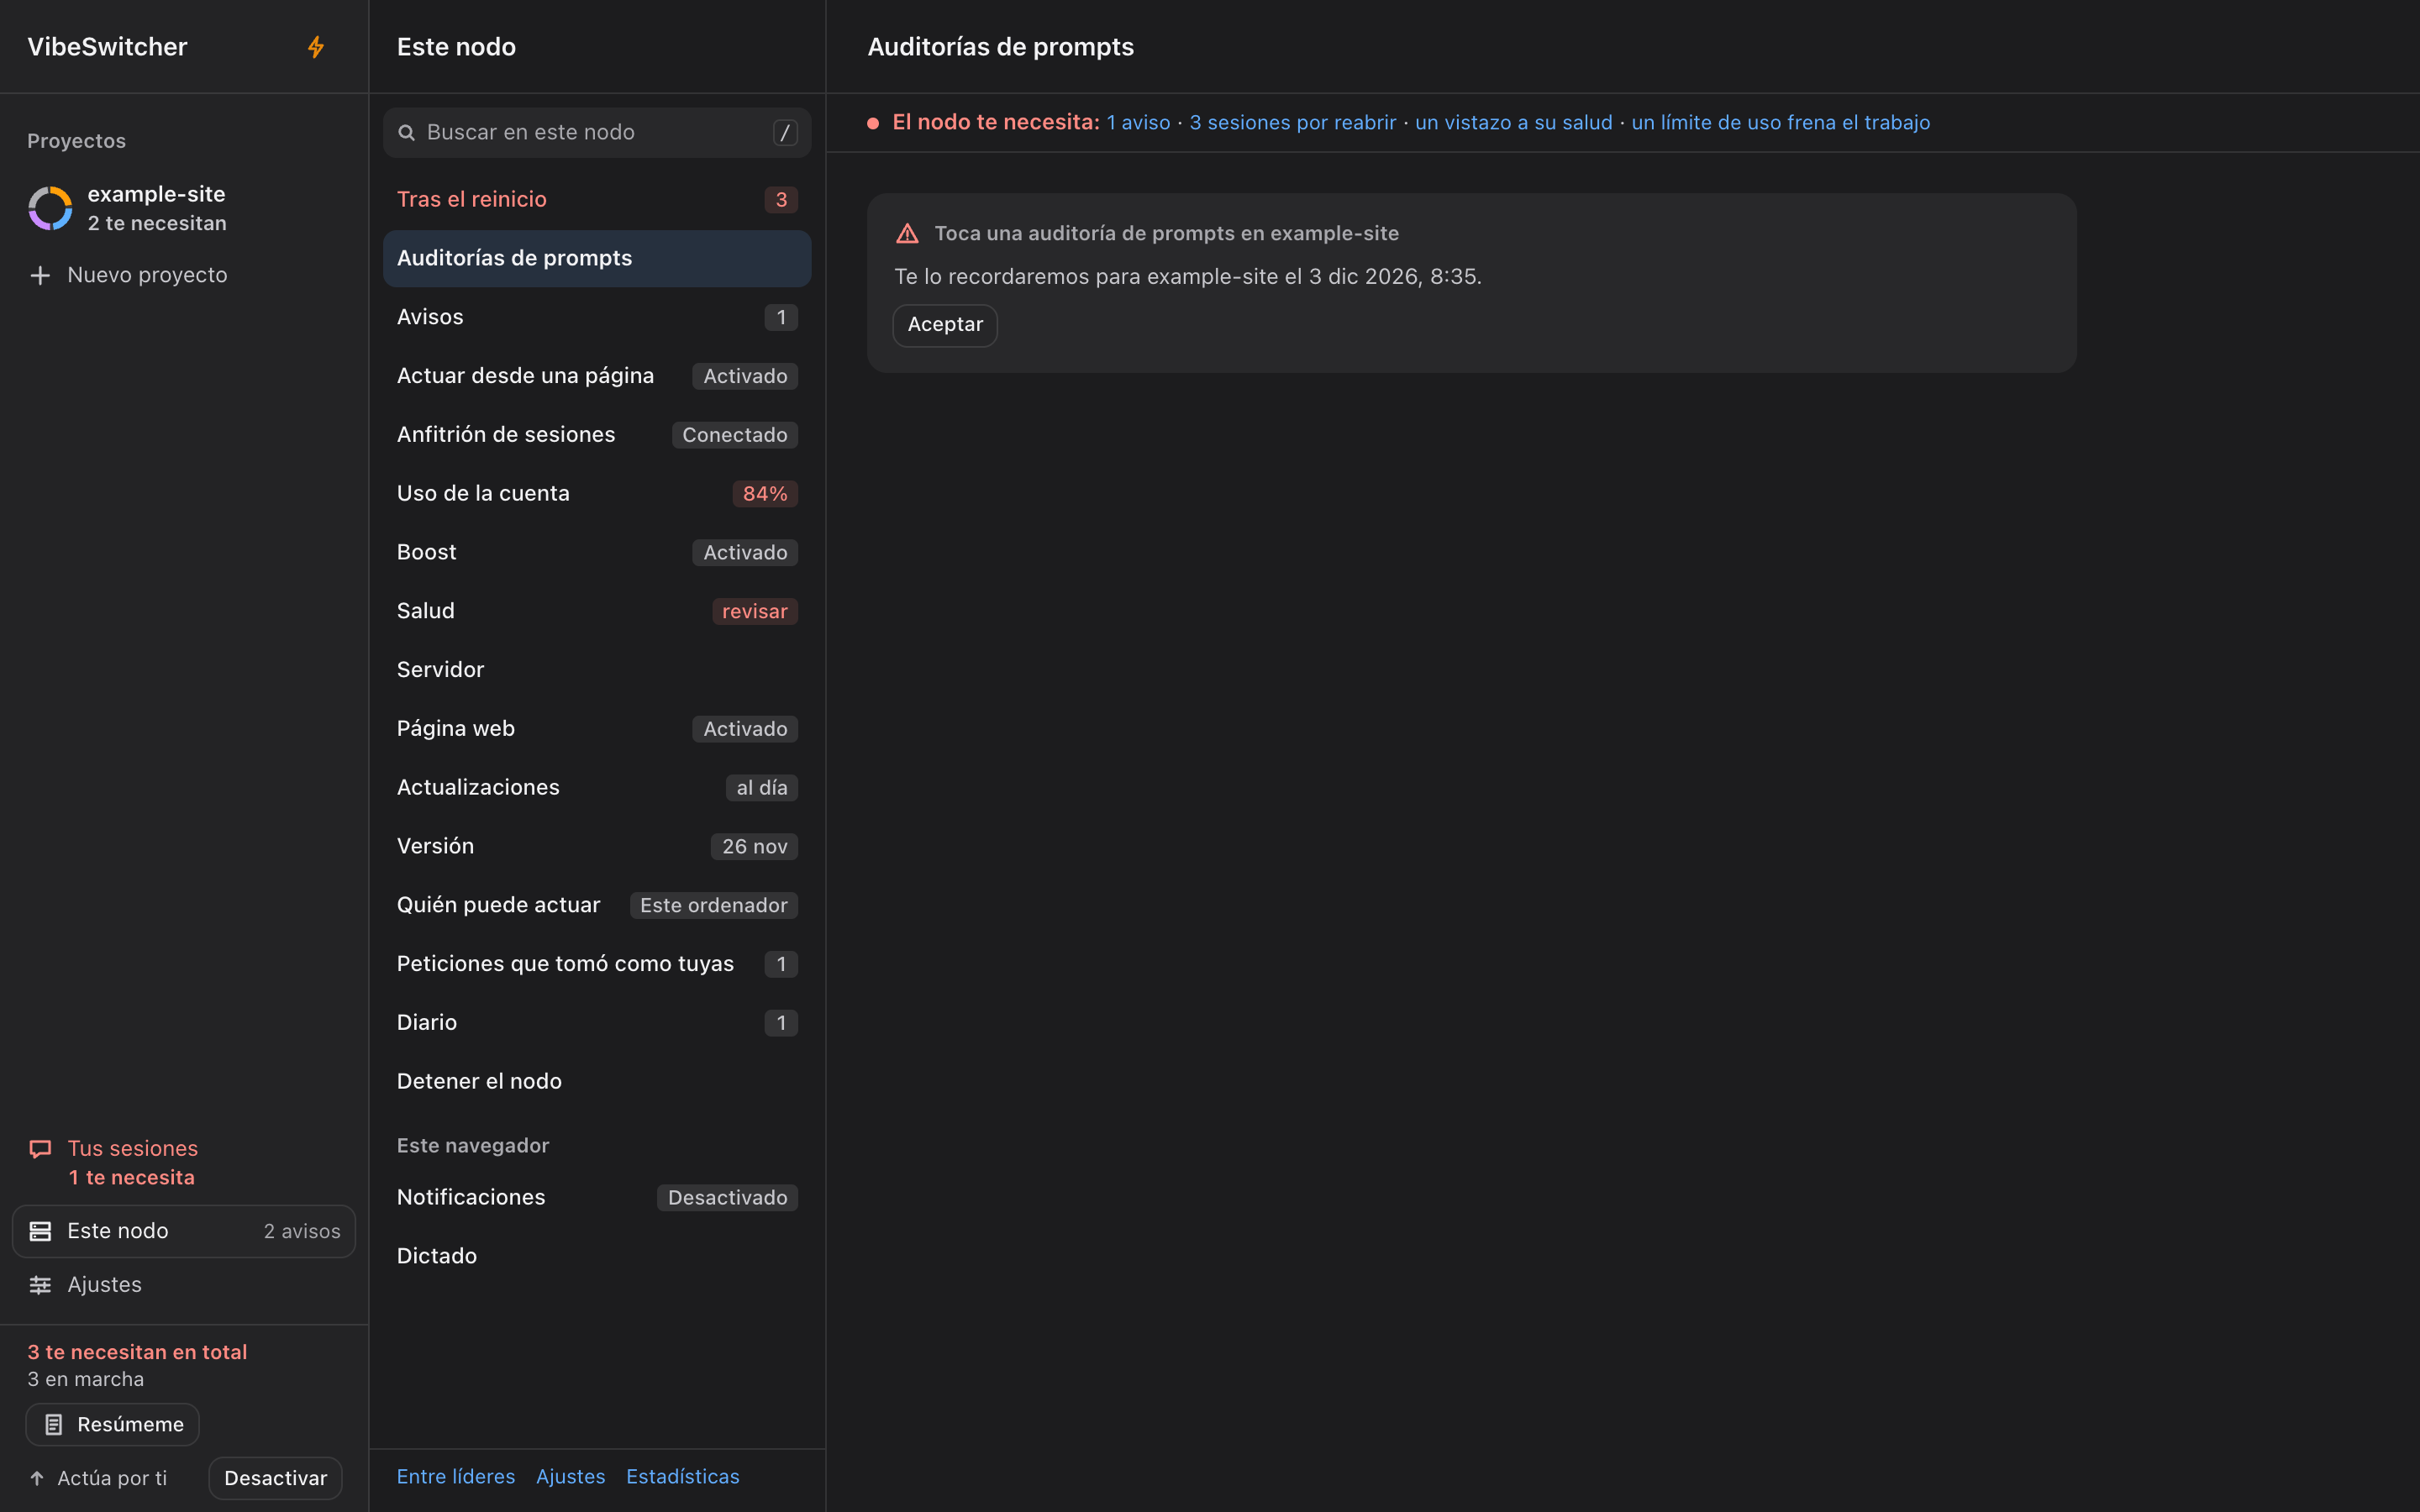 VibeSwitcher
Proyectos
example-site
2 te necesitan
Nuevo proyecto
Tus sesiones
1 te necesita
Este nodo
2 avisos
Ajustes
3 te necesitan en total
3 en marcha
Resúmeme
Actúa por ti
Desactivar
Este nodo
Buscar en este nodo
/
Tras el reinicio
3
Auditorías de prompts
Avisos
1
Actuar desde una página
Activado
Anfitrión de sesiones
Conectado
Uso de la cuenta
84%
Boost
Activado
Salud
revisar
Servidor
Página web
Activado
Actualizaciones
al día
Versión
26 nov
Quién puede actuar
Este ordenador
Peticiones que tomó como tuyas
1
Diario
1
Detener el nodo
Este navegador
Notificaciones
Desactivado
Dictado
Entre líderes
Ajustes
Estadísticas
Auditorías de prompts
El nodo te necesita: 1 aviso · 3 sesiones por reabrir · un vistazo a su salud · un límite de uso frena el trabajo
Toca una auditoría de prompts en example-site
Te lo recordaremos para example-site el 3 dic 2026, 8:35.
Aceptar